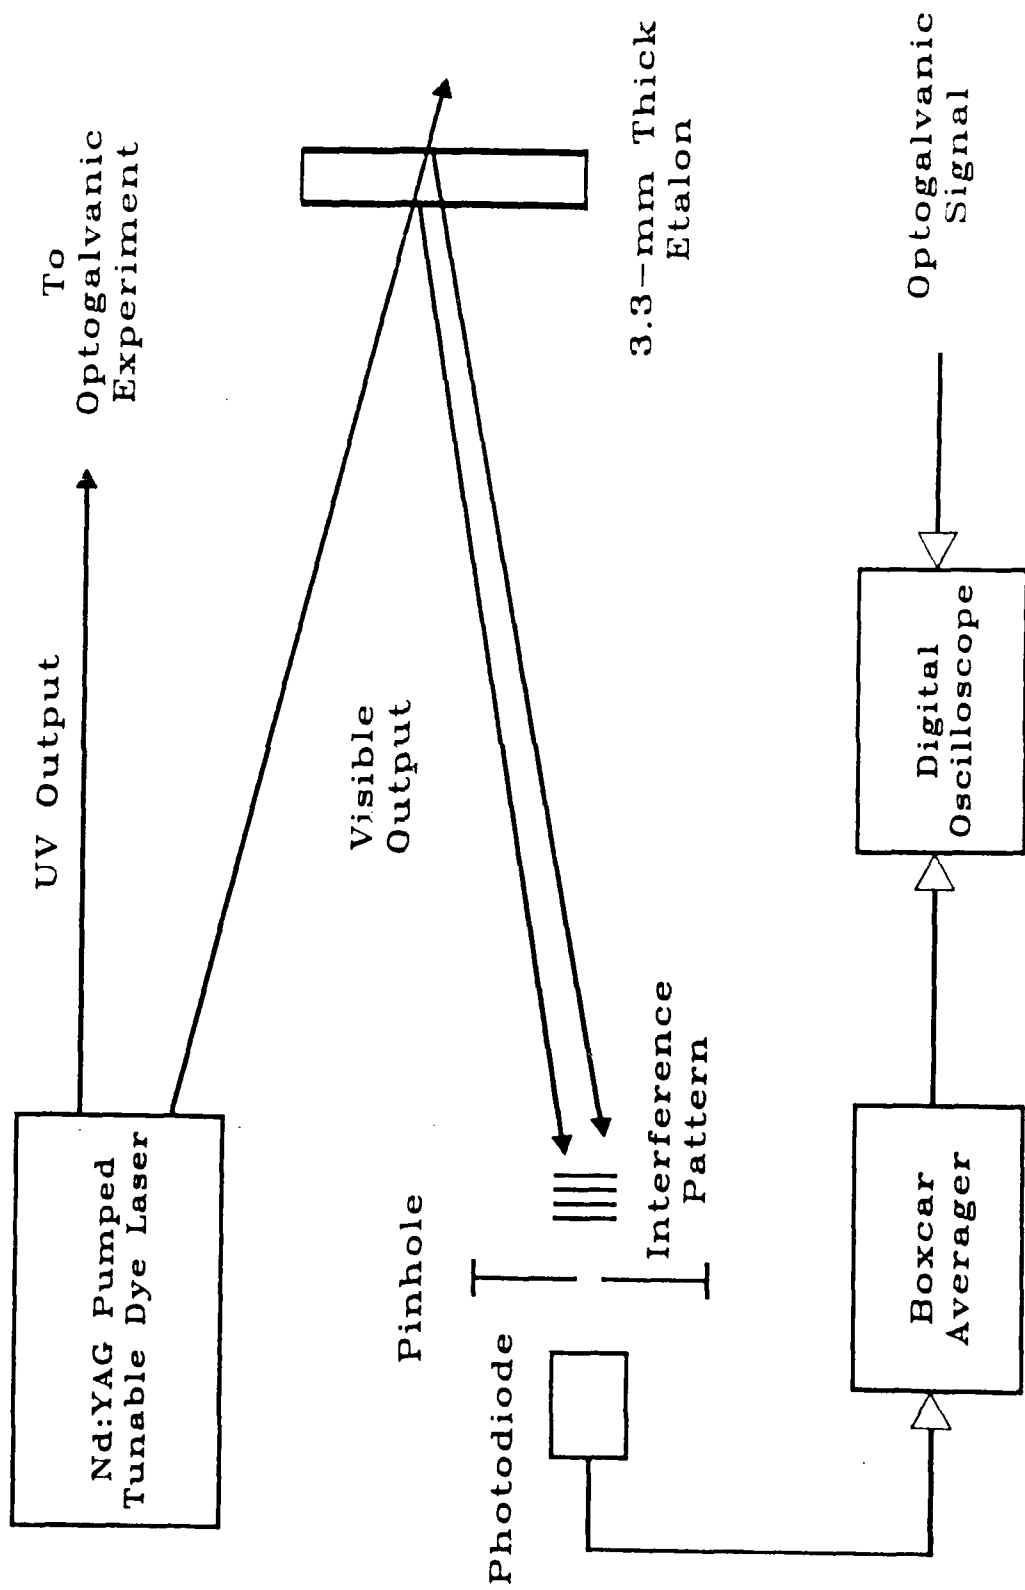 Nd:YAG Pumped
Tunable Dye Laser
UV Output
To
Optogalvanic
Experiment
Visible
Output
3.3-mm Thick
Etalon
Pinhole
Photodiode
Interference
Pattern
Boxcar
Averager
Digital
Oscilloscope
Optogalvanic
Signal